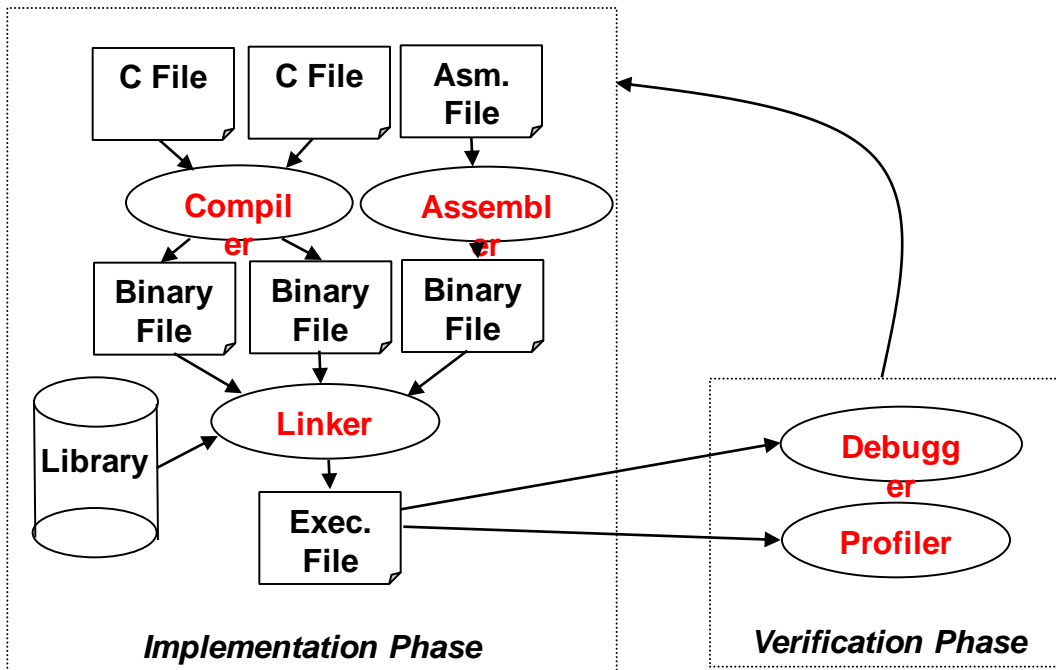 C File
C File
Asm.
File
Compil
er
Assembl
er
Binary
File
Binary
File
Binary
File
Linker
Library
Exec.
File
Implementation Phase
Debugg
er
Profiler
Verification Phase